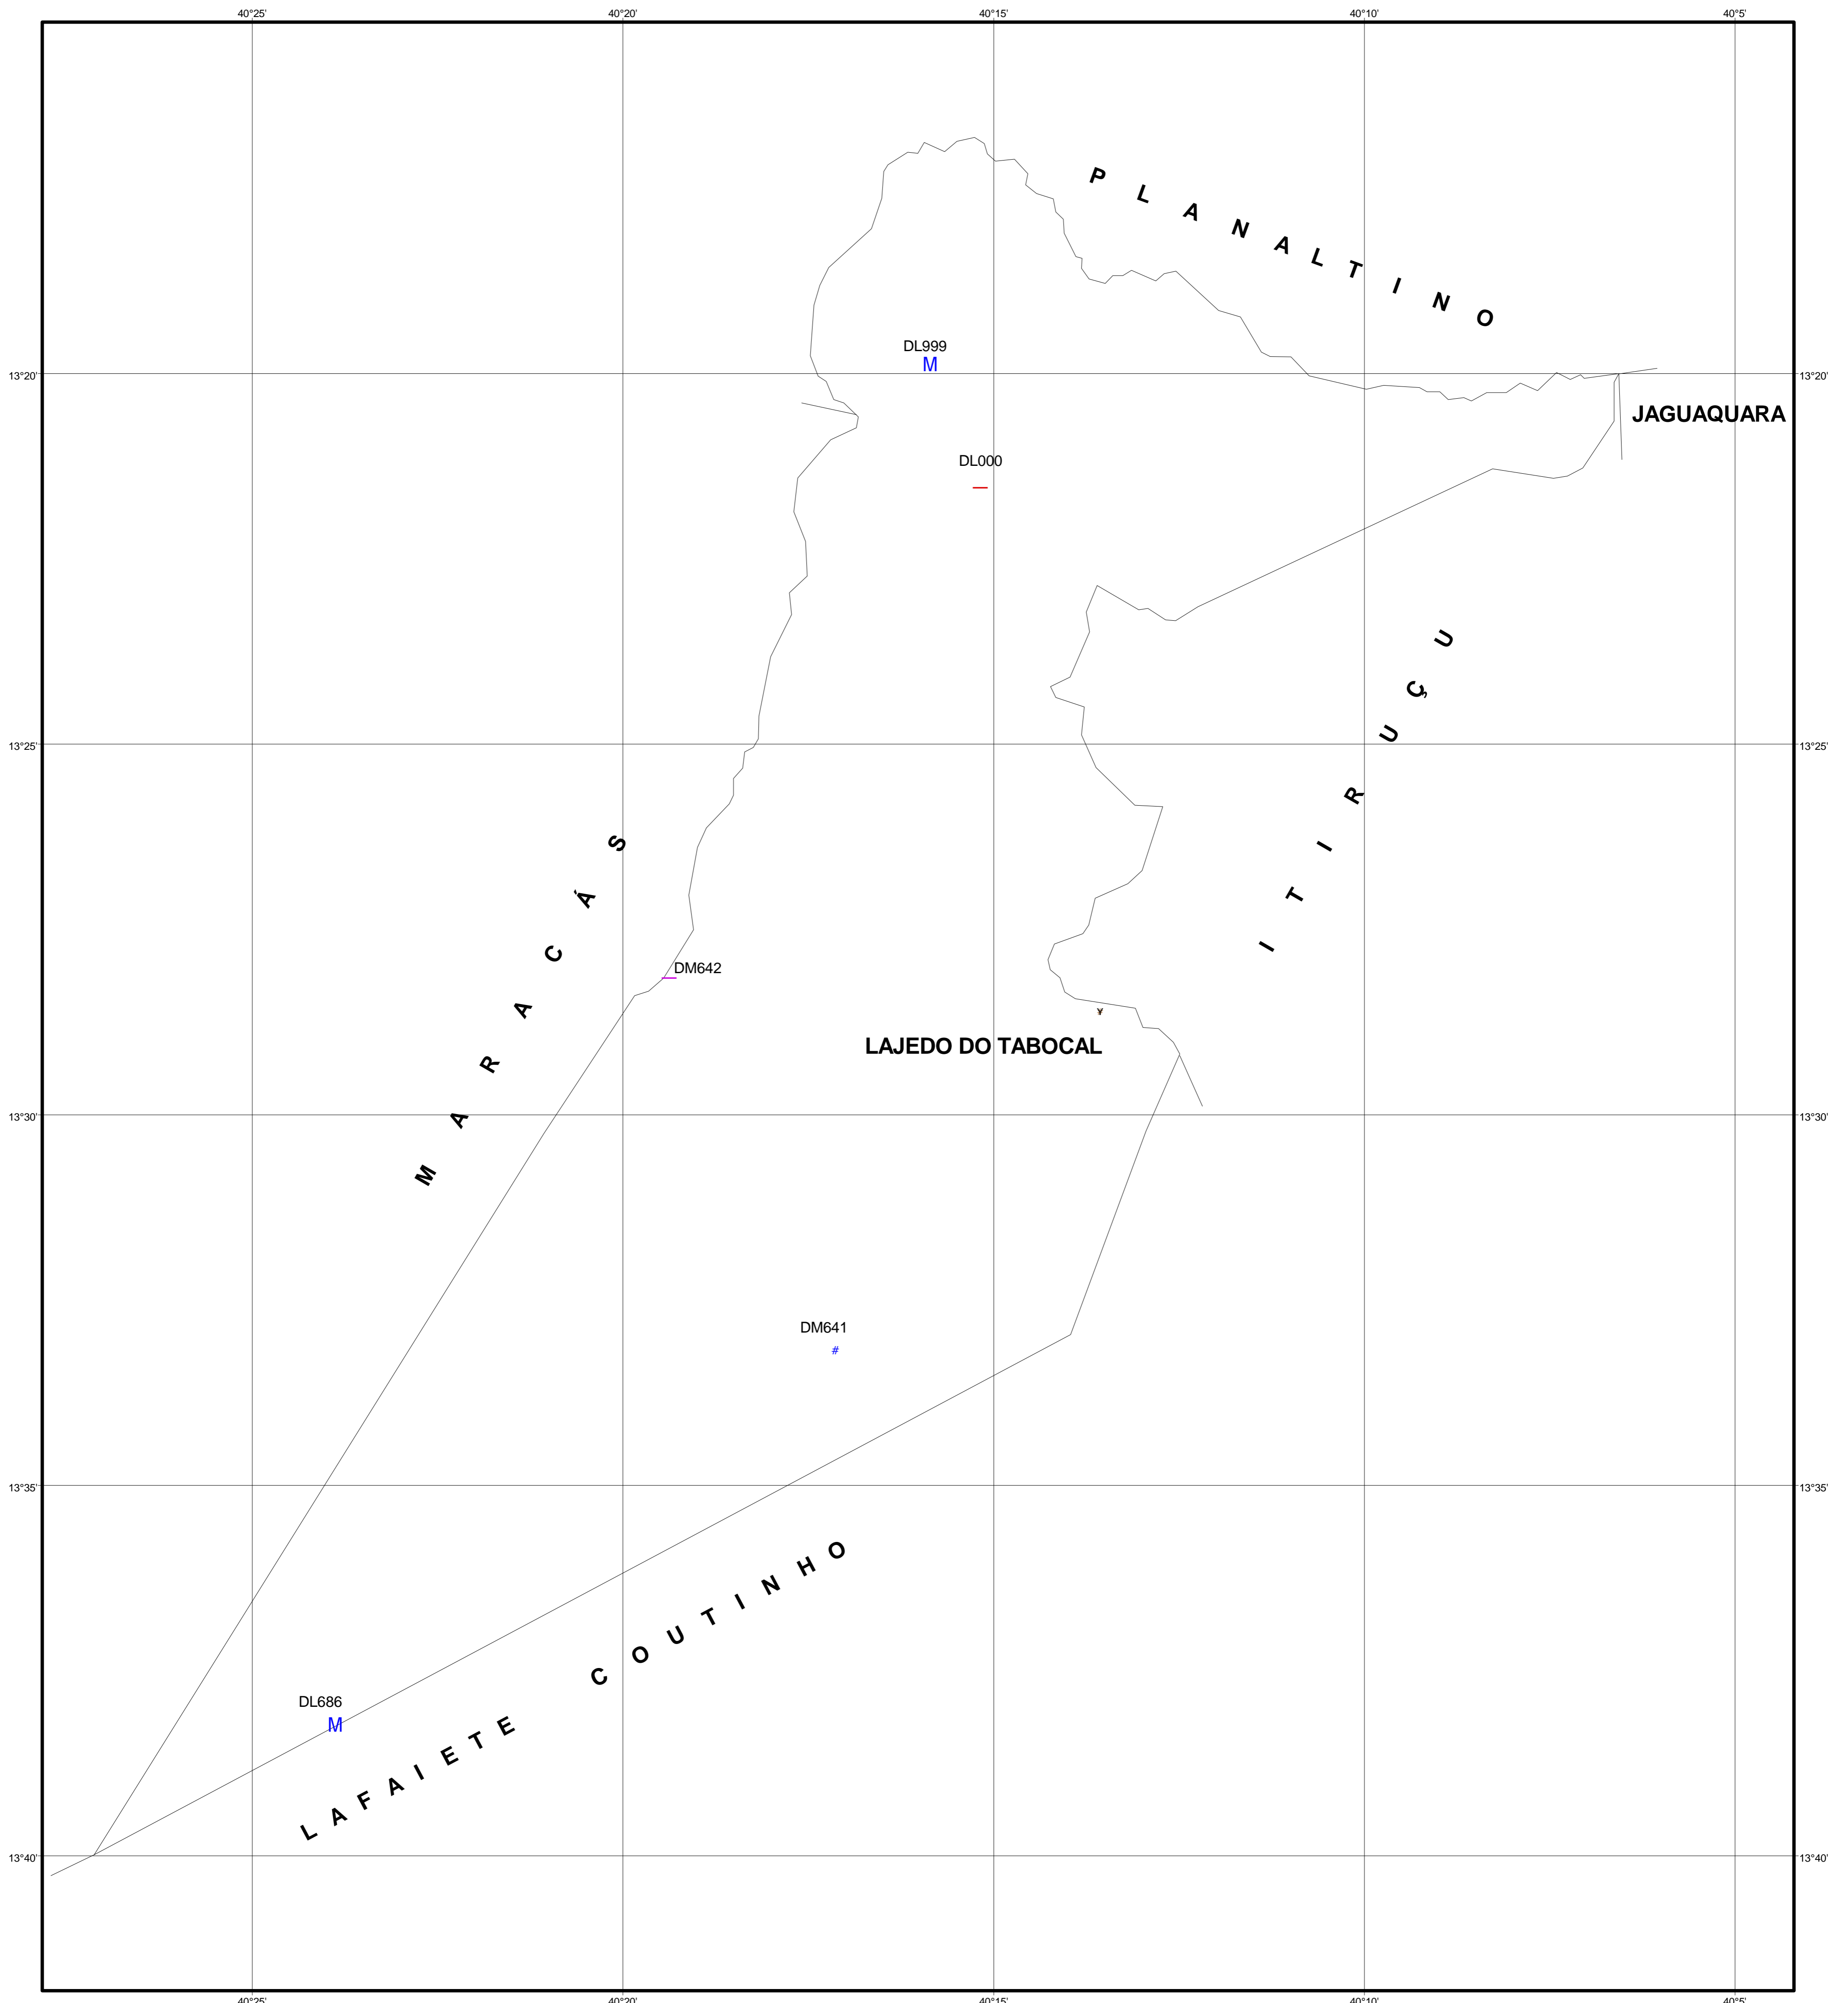 40°25' 40°20' 40°15' 40°10' 40°5'
P L A N A L T I N O
DL999
M
13°20' 13°20'
JAGUAQUARA
DL000
I T I R U Ç U
13°25' 13°25'
M A R A C Á S
DM642
LAJEDO DO TABOCAL
13°30' 13°30'
DM641
#
13°35' 13°35'
L A F A I E T E C O U T I N H O
DL686
M
13°40' 13°40'
40°25' 40°20' 40°15' 40°10' 40°5'